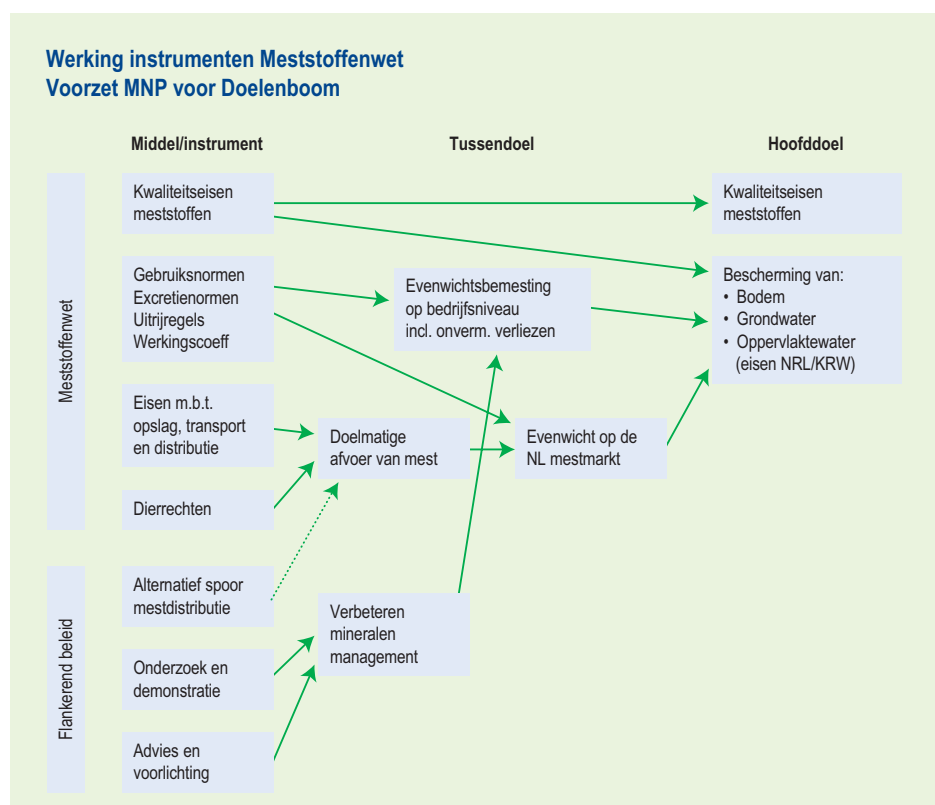 Werking instrumenten Meststoffenwet
Voorzet MNP voor Doelenboom
Middel/instrument
Tussendoel
Hoofddoel
Meststoffenwet
Kwaliteitseisen
meststoffen
Kwaliteitseisen
meststoffen
Gebruiksnormen
Excretienormen
Uitrijregels
Werkingscoeff
Evenwichtsbemesting
op bedrijfsniveau
incl. onverm. verliezen
Bescherming van:
• Bodem
• Grondwater
• Oppervlaktewater
(eisen NRL/KRW)
Eisen m.b.t.
opslag, transport
en distributie
Doelmatige
afvoer van mest
Evenwicht op de
NL mestmarkt
Dierrechten
Flankerend beleid
Alternatief spoor
mestdistributie
Verbeteren
mineralen
management
Onderzoek en
demonstratie
Advies en
voorlichting